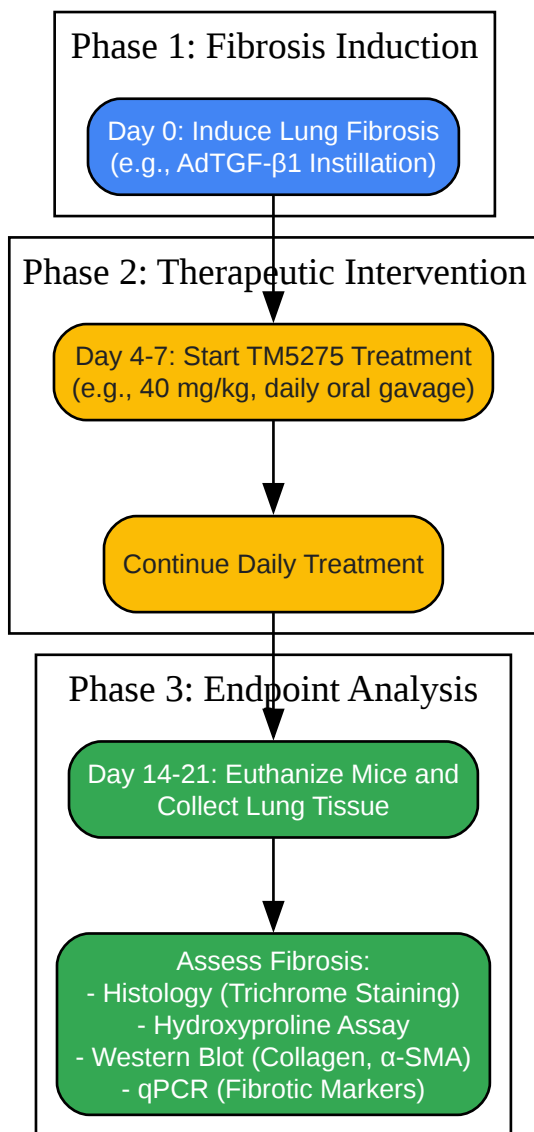 Phase 1: Fibrosis Induction
Day 0: Induce Lung Fibrosis
(e.g., AdTGF-β1 Instillation)
Phase 2: Therapeutic Intervention
Day 4-7: Start TM5275 Treatment
(e.g., 40 mg/kg, daily oral gavage)
Continue Daily Treatment
Phase 3: Endpoint Analysis
Day 14-21: Euthanize Mice and
Collect Lung Tissue
Assess Fibrosis:
- Histology (Trichrome Staining)
- Hydroxyproline Assay
- Western Blot (Collagen, α-SMA)
- qPCR (Fibrotic Markers)